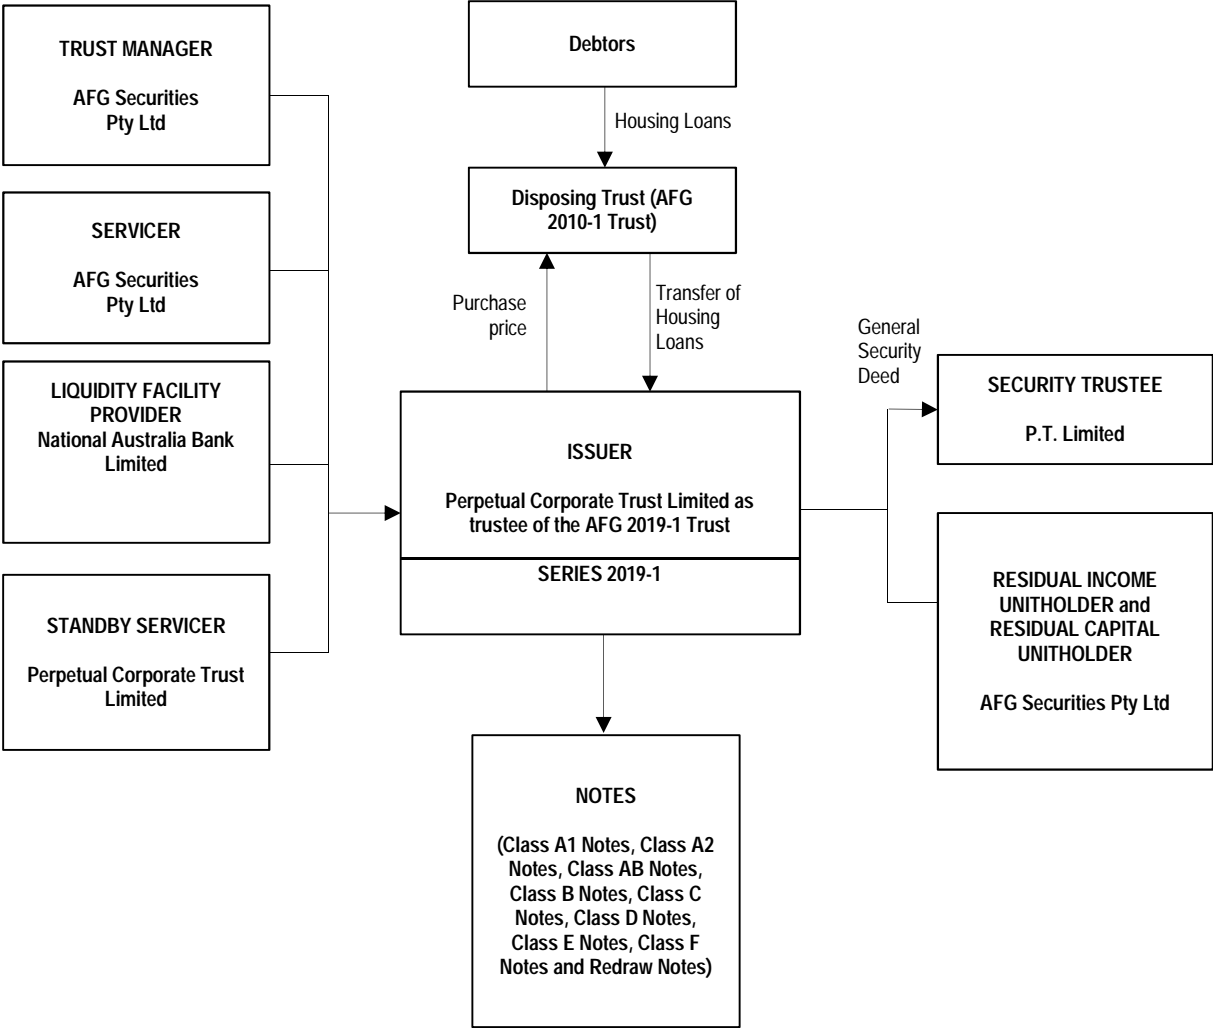 TRUST MANAGER
AFG Securities
Pty Ltd
SERVICER
AFG Securities
Pty Ltd
LIQUIDITY FACILITY
PROVIDER
National Australia Bank
Limited
STANDBY SERVICER
Perpetual Corporate Trust
Limited
Debtors
Housing Loans
Disposing Trust (AFG
2010-1 Trust)
Purchase
price
Transfer of
Housing
Loans
ISSUER
Perpetual Corporate Trust Limited as
trustee of the AFG 2019-1 Trust
SERIES 2019-1
NOTES
(Class A1 Notes, Class A2
Notes, Class AB Notes,
Class B Notes, Class C
Notes, Class D Notes,
Class E Notes, Class F
Notes and Redraw Notes)
General
Security
Deed
SECURITY TRUSTEE
P.T. Limited
RESIDUAL INCOME
UNITHOLDER and
RESIDUAL CAPITAL
UNITHOLDER
AFG Securities Pty Ltd